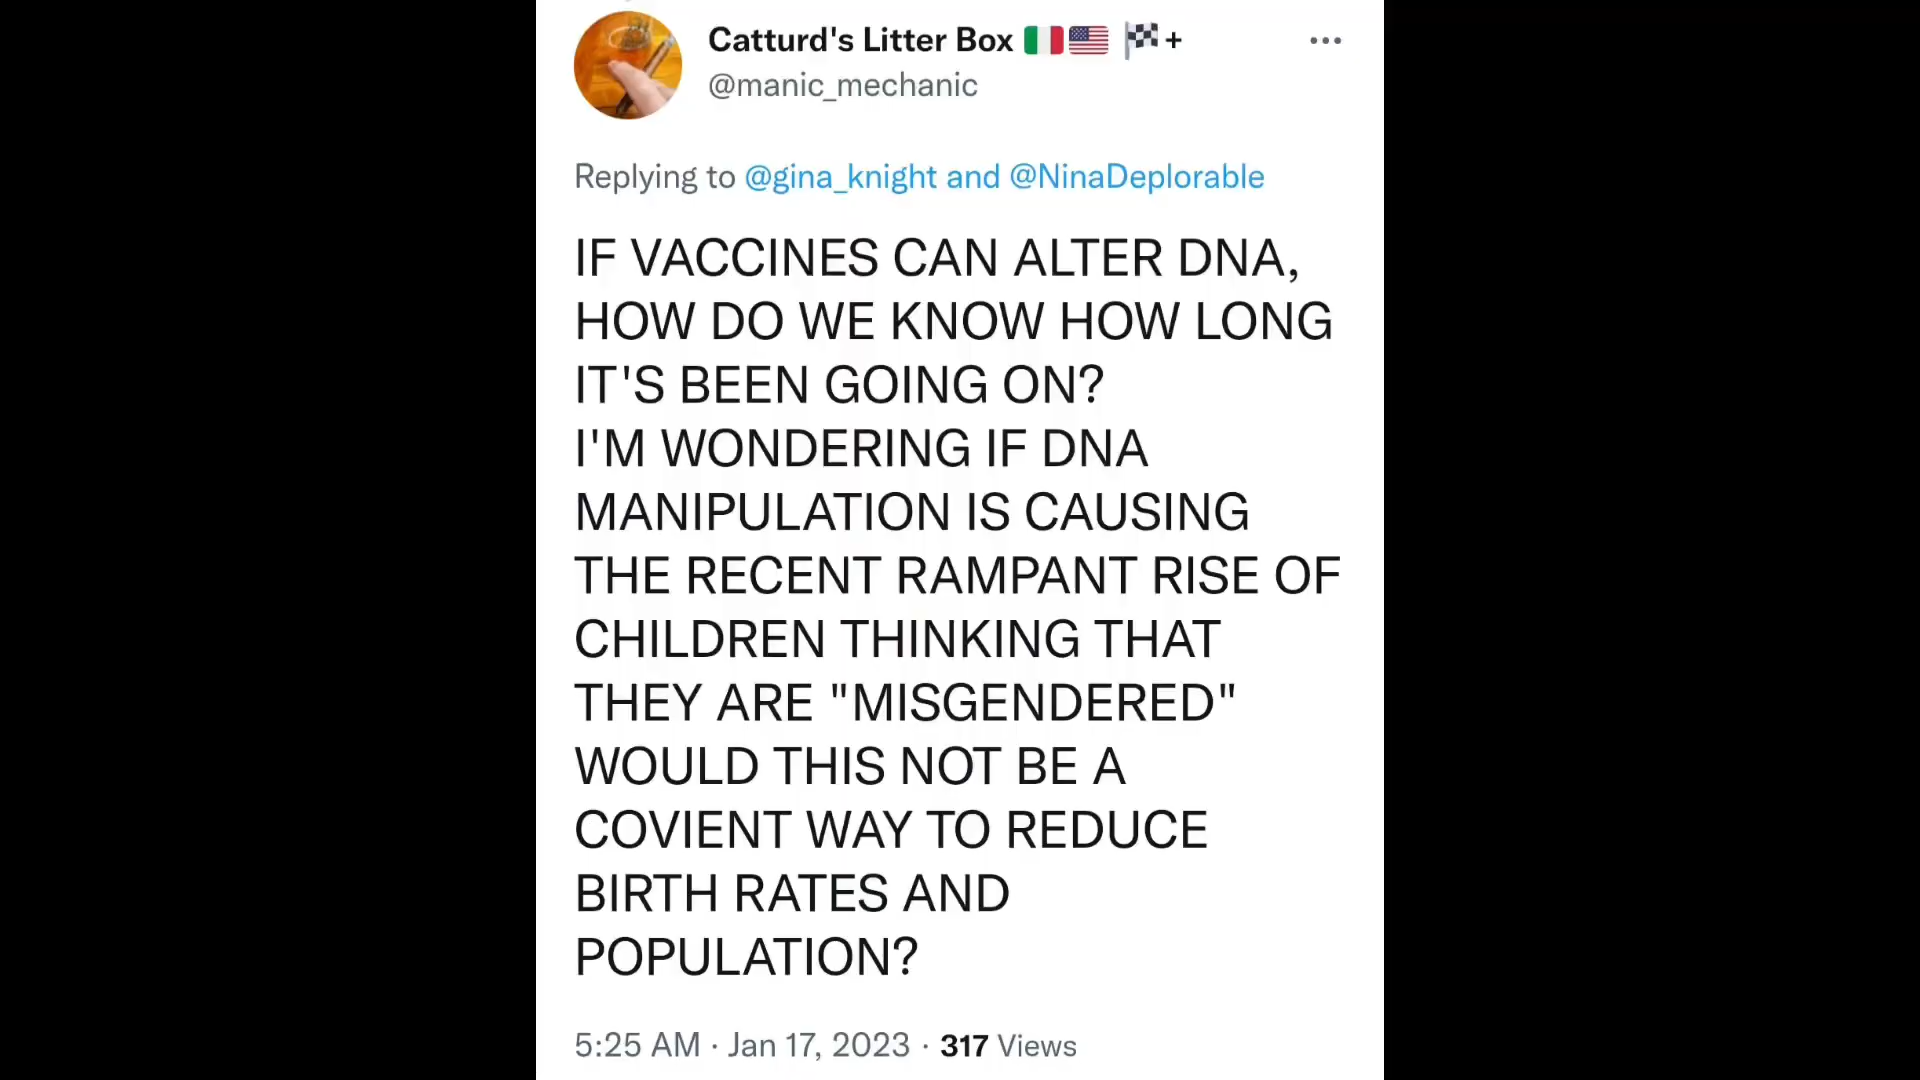 Catturd's Litter Box 🇮🇹🇺🇸 🏁+
@manic_mechanic
Replying to @gina_knight and @NinaDeplorable
IF VACCINES CAN ALTER DNA,
HOW DO WE KNOW HOW LONG
IT'S BEEN GOING ON?
I'M WONDERING IF DNA
MANIPULATION IS CAUSING
THE RECENT RAMPANT RISE OF
CHILDREN THINKING THAT
THEY ARE "MISGENDERED"
WOULD THIS NOT BE A
COVIENT WAY TO REDUCE
BIRTH RATES AND
POPULATION?
5:25 AM · Jan 17, 2023 · 317 Views